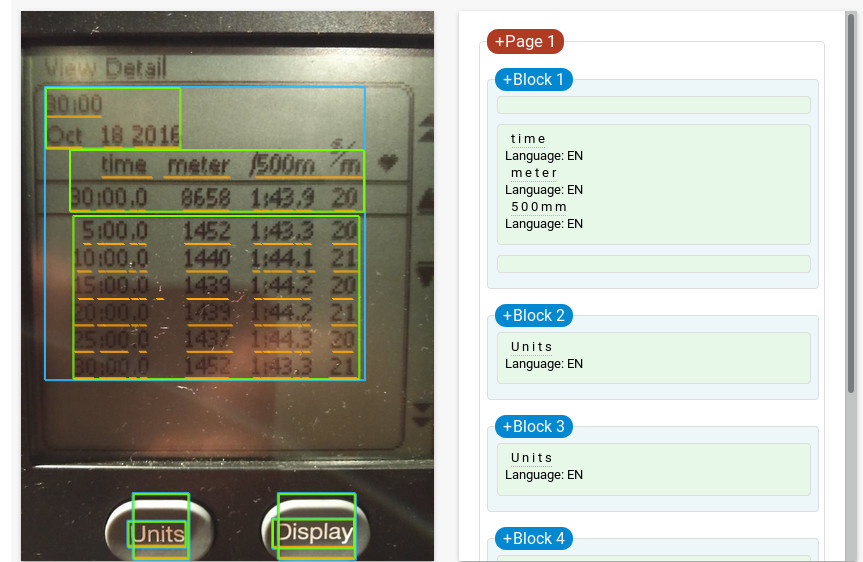 View Detail
30:00
Oct 18 2016
time meter /500m s/m
30:00.0 8658 1:43.9 20
5:00.0 1452 1:43.3 20
10:00.0 1440 1:44.1 21
15:00.0 1439 1:44.2 20
20:00.0 1439 1:44.2 21
25:00.0 1437 1:44.3 20
30:00.0 1452 1:43.3 21
Units Display
+Page 1
+Block 1
time
Language: EN
meter
Language: EN
500mm
Language: EN
+Block 2
Units
Language: EN
+Block 3
Units
Language: EN
+Block 4